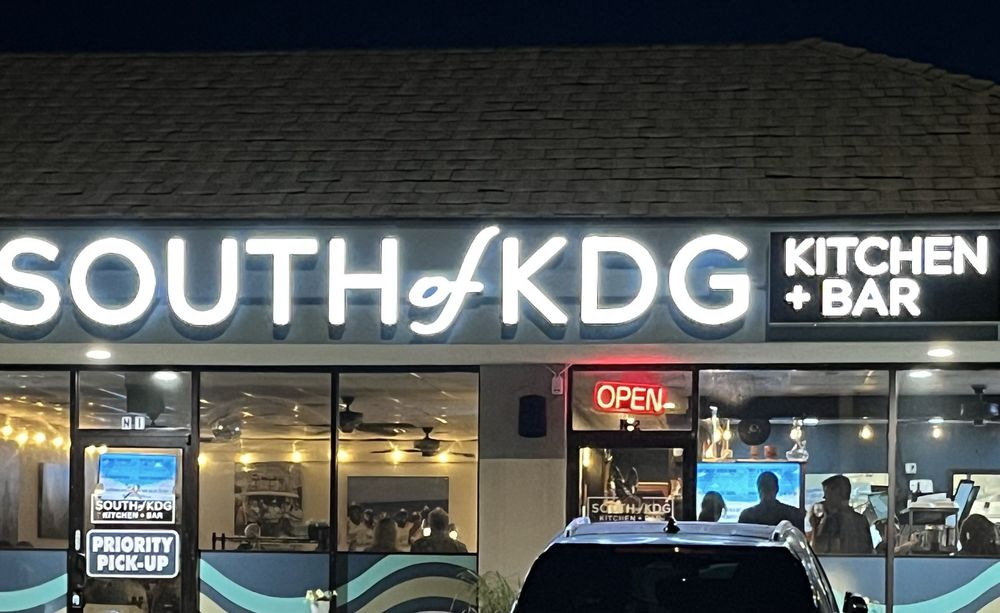 SOUTH of KDG
KITCHEN
+ BAR
OPEN
N 1
SOUTH of KDG
KITCHEN + BAR
PRIORITY
PICK-UP
SOUTH of KDG
KITCHEN + BAR